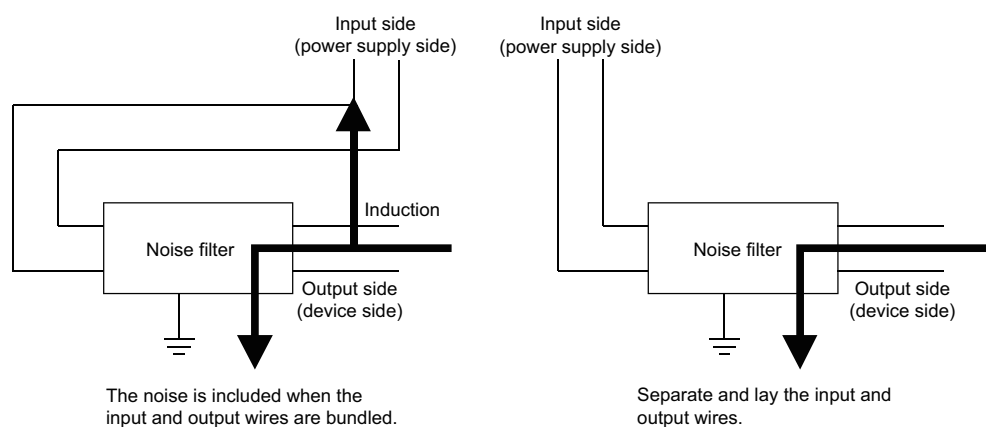 Input side
(power supply side)
Induction
Noise filter
Output side
(device side)
The noise is included when the
input and output wires are bundled.
Input side
(power supply side)
Noise filter
Output side
(device side)
Separate and lay the input and
output wires.